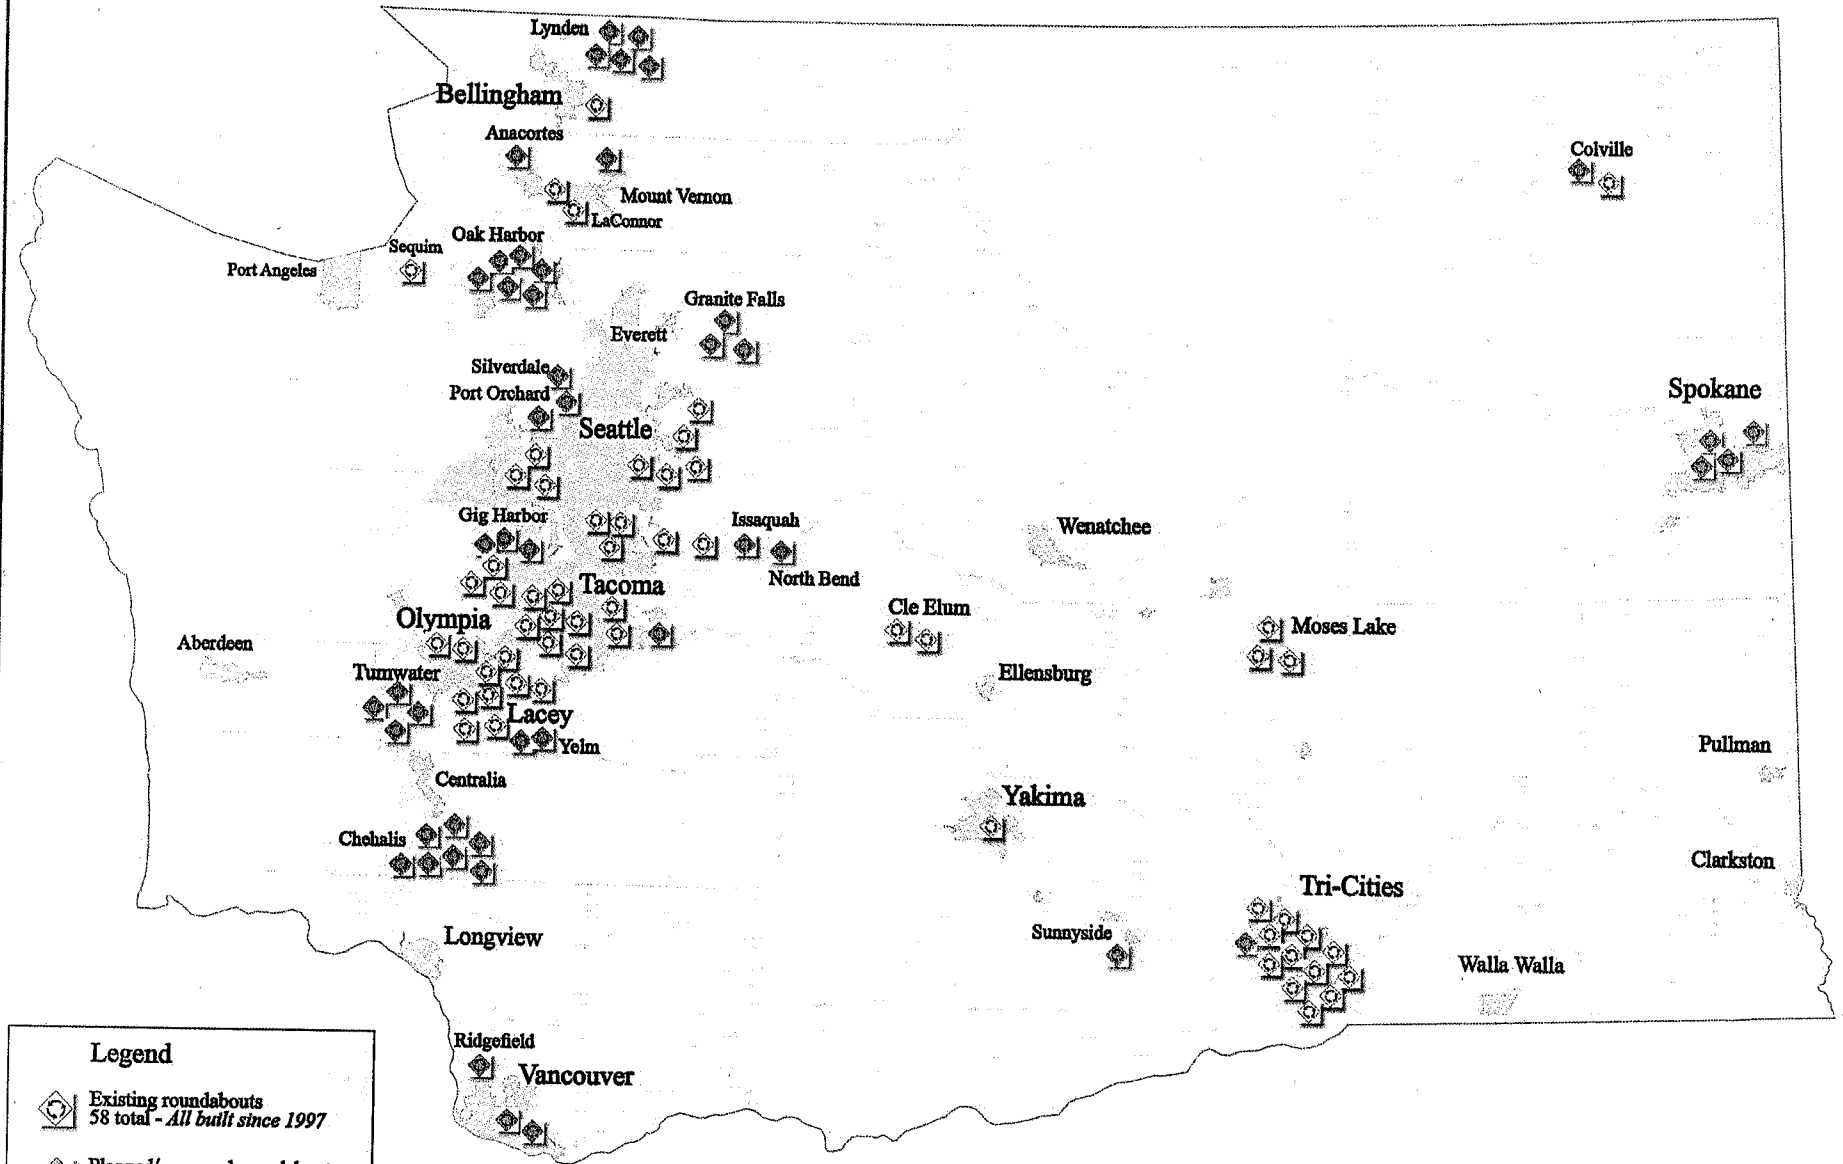 Lynden
Bellingham
Anacortes
Colville
Mount Vernon
LaConnor
Oak Harbor
Sequim
Port Angeles
Granite Falls
Everett
Silverdale
Port Orchard
Spokane
Seattle
Gig Harbor
Issaquah
Wenatchee
North Bend
Tacoma
Cle Elum
Olympia
Moses Lake
Aberdeen
Tumwater
Ellensburg
Lacey
Yelm
Pullman
Centralia
Yakima
Chehalis
Clarkston
Tri-Cities
Sunnyside
Longview
Walla Walla
Ridgefield
Vancouver
Legend
Existing roundabouts
58 total - All built since 1997